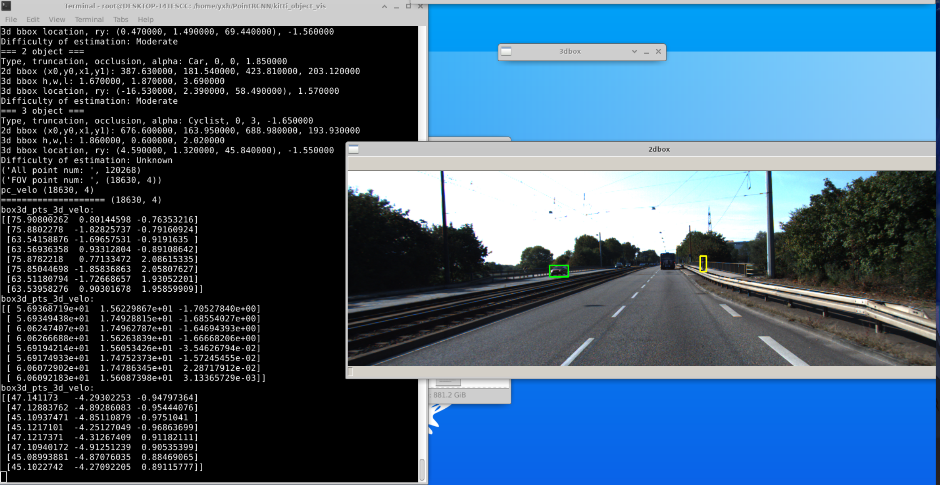 Terminal - root@DESKTOP-I4IESCC: /home/yxh/PointRCNN/kitti_object_vis
File Edit View Terminal Tabs Help
3d bbox location, ry: (0.470000, 1.490000, 69.440000), -1.560000
Difficulty of estimation: Moderate
=== 2 object ===
Type, truncation, occlusion, alpha: Car, 0, 0, 1.850000
2d bbox (x0,y0,x1,y1): 387.630000, 181.540000, 423.810000, 203.120000
3d bbox h,w,l: 1.670000, 1.870000, 3.690000
3d bbox location, ry: (-16.530000, 2.390000, 58.490000), 1.570000
Difficulty of estimation: Moderate
=== 3 object ===
Type, truncation, occlusion, alpha: Cyclist, 0, 3, -1.650000
2d bbox (x0,y0,x1,y1): 676.600000, 163.950000, 688.980000, 193.930000
3d bbox h,w,l: 1.860000, 0.600000, 2.020000
3d bbox location, ry: (4.590000, 1.320000, 45.840000), -1.550000
Difficulty of estimation: Unknown
('All point num: ', 120268)
('FOV point num: ', (18630, 4))
pc_velo (18630, 4)
==================== (18630, 4)
box3d_pts_3d_velo:
[[75.90800262 0.80144598 -0.76353216]
[75.8802278 -1.82825737 -0.79160924]
[63.54158876 -1.69657531 -0.9191635 ]
[63.56936358 0.93312804 -0.89108642]
[75.8782218 0.77133472 2.08615335]
[75.85044698 -1.85836863 2.05807627]
[63.51180794 -1.72668657 1.93052201]
[63.53958276 0.90301678 1.95859909]]
box3d_pts_3d_velo:
[[ 5.69368719e+01 1.56229867e+01 -1.70527840e+00]
[ 5.69349438e+01 1.74928815e+01 -1.68554027e+00]
[ 6.06247407e+01 1.74962787e+01 -1.64694393e+00]
[ 6.06266688e+01 1.56263839e+01 -1.66668206e+00]
[ 5.69194214e+01 1.56053426e+01 -3.54626794e-02]
[ 5.69174933e+01 1.74752373e+01 -1.57245455e-02]
[ 6.06072902e+01 1.74786345e+01 2.28717912e-02]
[ 6.06092183e+01 1.56087398e+01 3.13365729e-03]]
box3d_pts_3d_velo:
[[47.141173 -4.29302253 -0.94797364]
[47.12883762 -4.89286083 -0.95444076]
[45.10937471 -4.85110879 -0.9751041 ]
[45.1217101 -4.25127049 -0.96863699]
[47.1217371 -4.31267409 0.91182111]
[47.10940172 -4.91251239 0.90535399]
[45.08993881 -4.87076035 0.88469065]
[45.1022742 -4.27092205 0.89115777]]
3dbox
2dbox
881.2 GiB